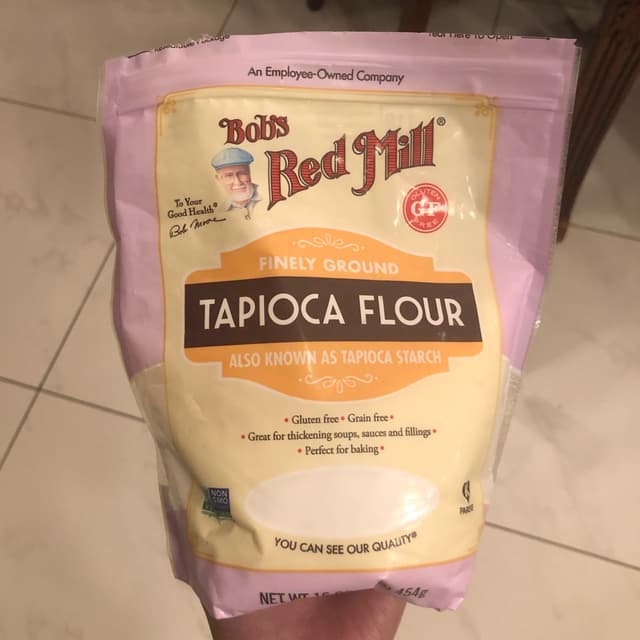 An Employee-Owned Company
Bob's
Red Mill®
To Your
Good Health®
Bob Moore
GLUTEN
GF
FREE
FINELY GROUND
TAPIOCA FLOUR
ALSO KNOWN AS TAPIOCA STARCH
• Gluten free • Grain free •
• Great for thickening soups, sauces and fillings •
• Perfect for baking •
NON
GMO
PAREVE
YOU CAN SEE OUR QUALITY®
NET WT 454g